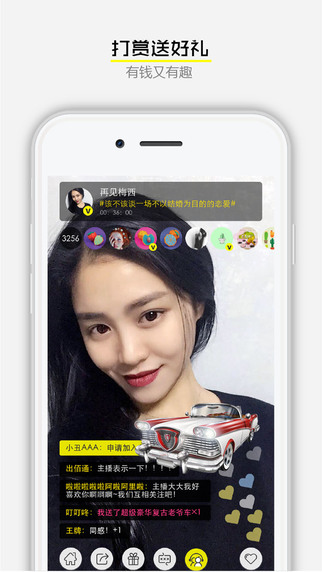 打赏送好礼
有钱又有趣
再见梅西
#该不该谈一场不以结婚为目的的恋爱#
00:36:00
3256
小丑AAA：申请加入
出佰通：主播表示一下！！！
啦啦啦啦啦阿啦阿里啦：主播大大我好
喜欢你啊啊啊~我们互相关注吧！
叮叮咚：我送了超级豪华复古老爷车×1
王牌：同感！+1